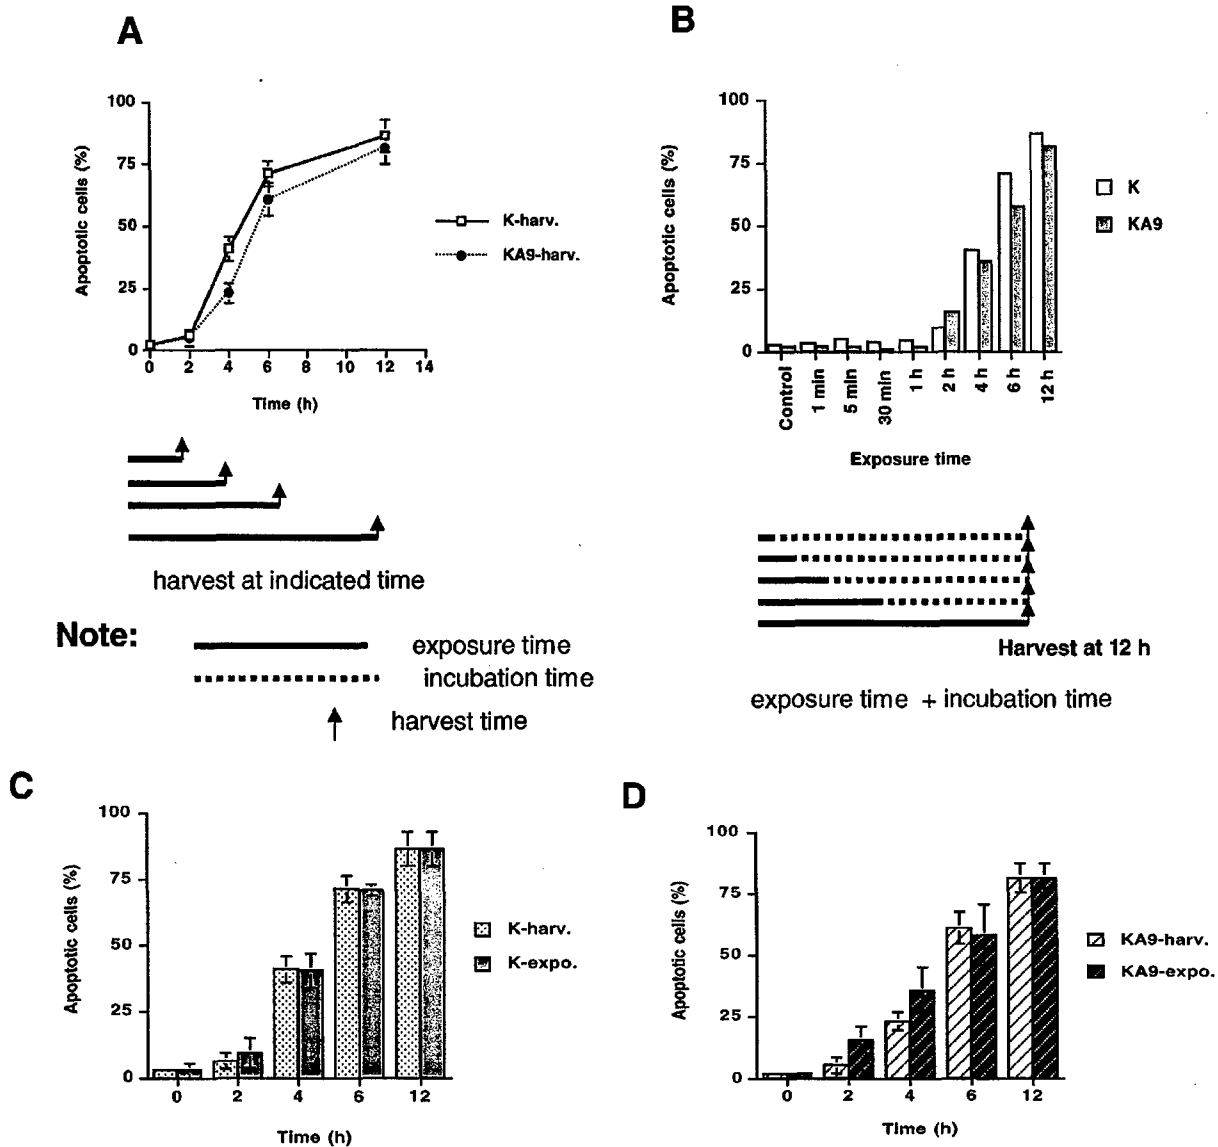 A
100
75
50
25
0
Apoptotic cells (%)
0 2 4 6 8 10 12 14
Time (h)
K-harv.
KA9-harv.
harvest at indicated time
B
100
75
50
25
0
Apoptotic cells (%)
Control
1 min
5 min
30 min
1 h
2 h
4 h
6 h
12 h
Exposure time
K
KA9
Harvest at 12 h
exposure time + incubation time
Note:
exposure time
incubation time
harvest time
C
100
75
50
25
0
Apoptotic cells (%)
0 2 4 6 12
Time (h)
K-harv.
K-expo.
D
100
75
50
25
0
Apoptotic cells (%)
0 2 4 6 12
Time (h)
KA9-harv.
KA9-expo.